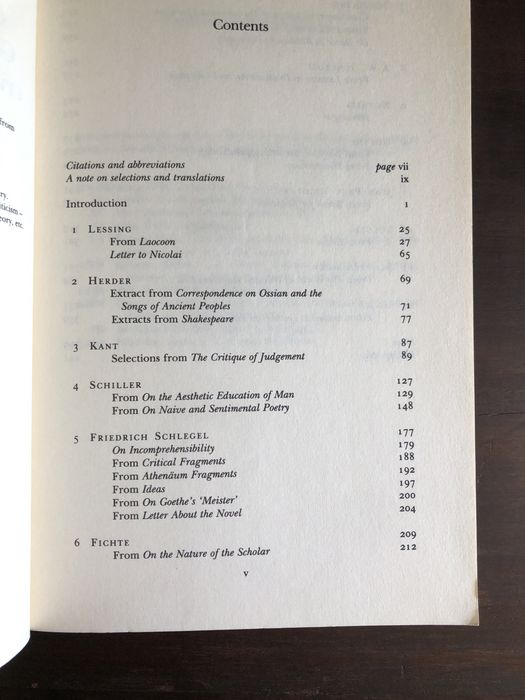 Contents
Citations and abbreviations page vii
A note on selections and translations ix
Introduction 1
1 LESSING 25
From Laocoon 27
Letter to Nicolai 65
2 HERDER 69
Extract from Correspondence on Ossian and the
Songs of Ancient Peoples 71
Extracts from Shakespeare 77
3 KANT 87
Selections from The Critique of Judgement 89
4 SCHILLER 127
From On the Aesthetic Education of Man 129
From On Naive and Sentimental Poetry 148
5 FRIEDRICH SCHLEGEL 177
On Incomprehensibility 179
From Critical Fragments 188
From Athenäum Fragments 192
From Ideas 197
From On Goethe's 'Meister' 200
From Letter About the Novel 204
6 FICHTE 209
From On the Nature of the Scholar 212
v
from
etc.